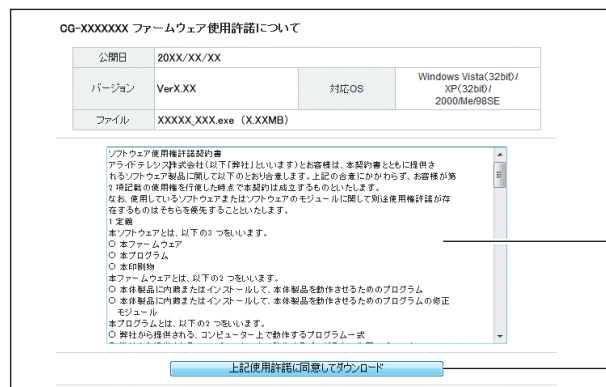 CG-XXXXXXX ファームウェア使用許諾について
公開日 20XX/XX/XX
バージョン VerX.XX 対応OS Windows Vista(32bit)/
XP(32bit)/
2000/Me/98SE
ファイル XXXXX_XXX.exe (X.XXMB)
ソフトウェア使用権許諾契約書
アライドテレシス株式会社(以下「弊社」といいます)とお客様は、本契約書とともに提供さ
れるソフトウェア製品に関して以下のとおり合意します。上記の合意にかかわらず、お客様が第
2 項記載の使用権を行使した時点で本契約は成立するものといたします。
なお、使用しているソフトウェアまたはソフトウェアのモジュールに関して別途使用権許諾が存
在するものはそちらを優先することといたします。
1 定義
本ソフトウェアとは、以下の3 つをいいます。
○ 本ファームウェア
○ 本プログラム
○ 本印刷物
本ファームウェアとは、以下の2 つをいいます。
○ 本体製品に内蔵またはインストールして、本体製品を動作させるためのプログラム
○ 本体製品に内蔵またはインストールして、本体製品を動作させるためのプログラムの修正
モジュール
本プログラムとは、以下の2 つをいいます。
○ 弊社から提供される、コンピューター上で動作するプログラム一式
上記使用許諾に同意してダウンロード